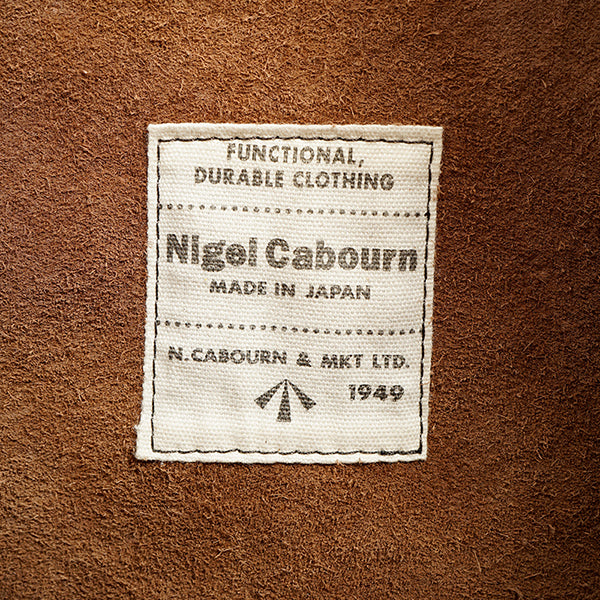 FUNCTIONAL,
DURABLE CLOTHING
Nigel Cabourn
MADE IN JAPAN
N.CABOURN & MKT LTD.
1949